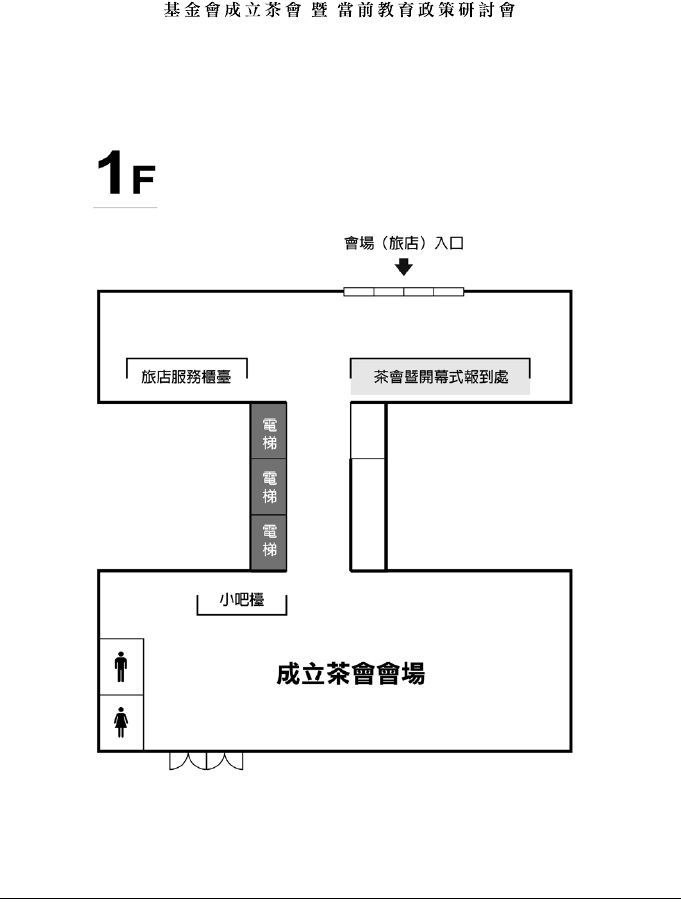 基金會成立茶會 暨 當前教育政策研討會
1F
會場（旅店）入口
旅店服務櫃臺
茶會暨開幕式報到處
電梯
電梯
電梯
小吧檯
成立茶會會場